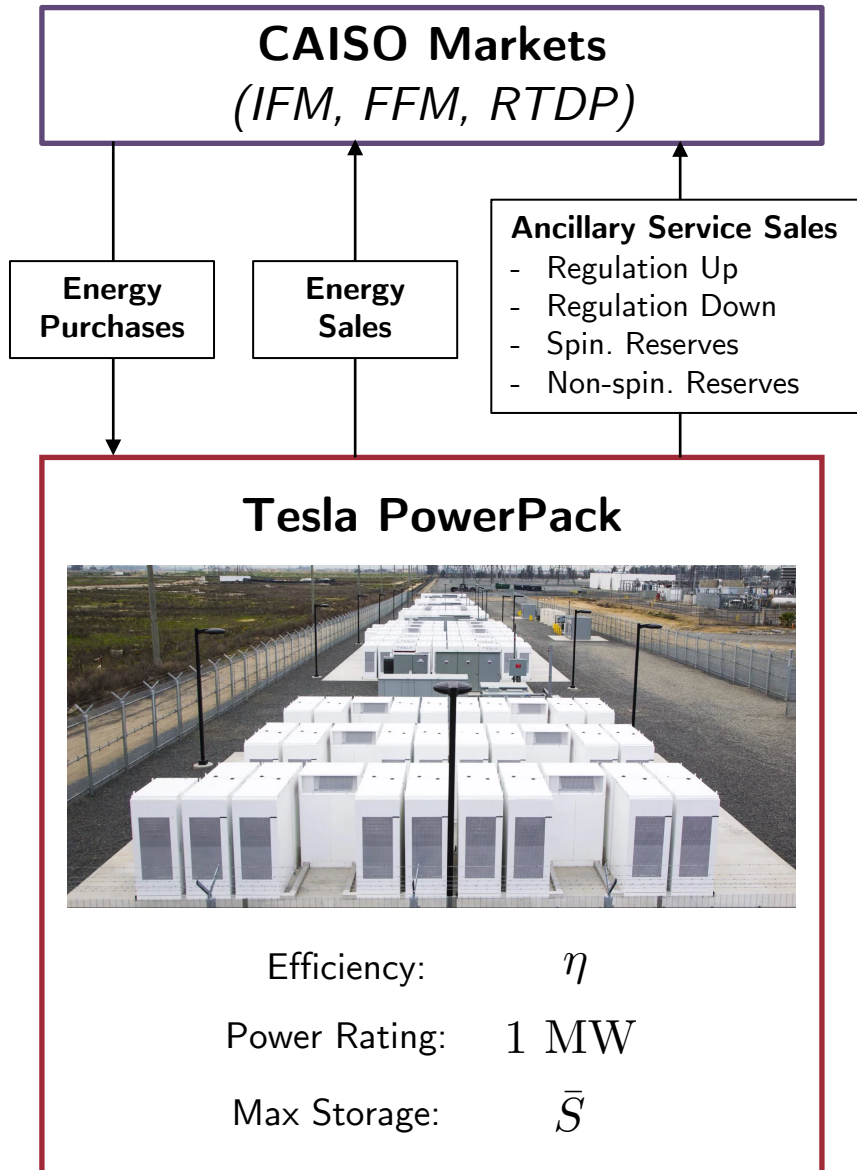 CAISO Markets
(IFM, FFM, RTDP)
Energy
Purchases
Energy
Sales
Ancillary Service Sales
- Regulation Up
- Regulation Down
- Spin. Reserves
- Non-spin. Reserves
Tesla PowerPack
Efficiency: η
Power Rating: 1 MW
Max Storage: S̄